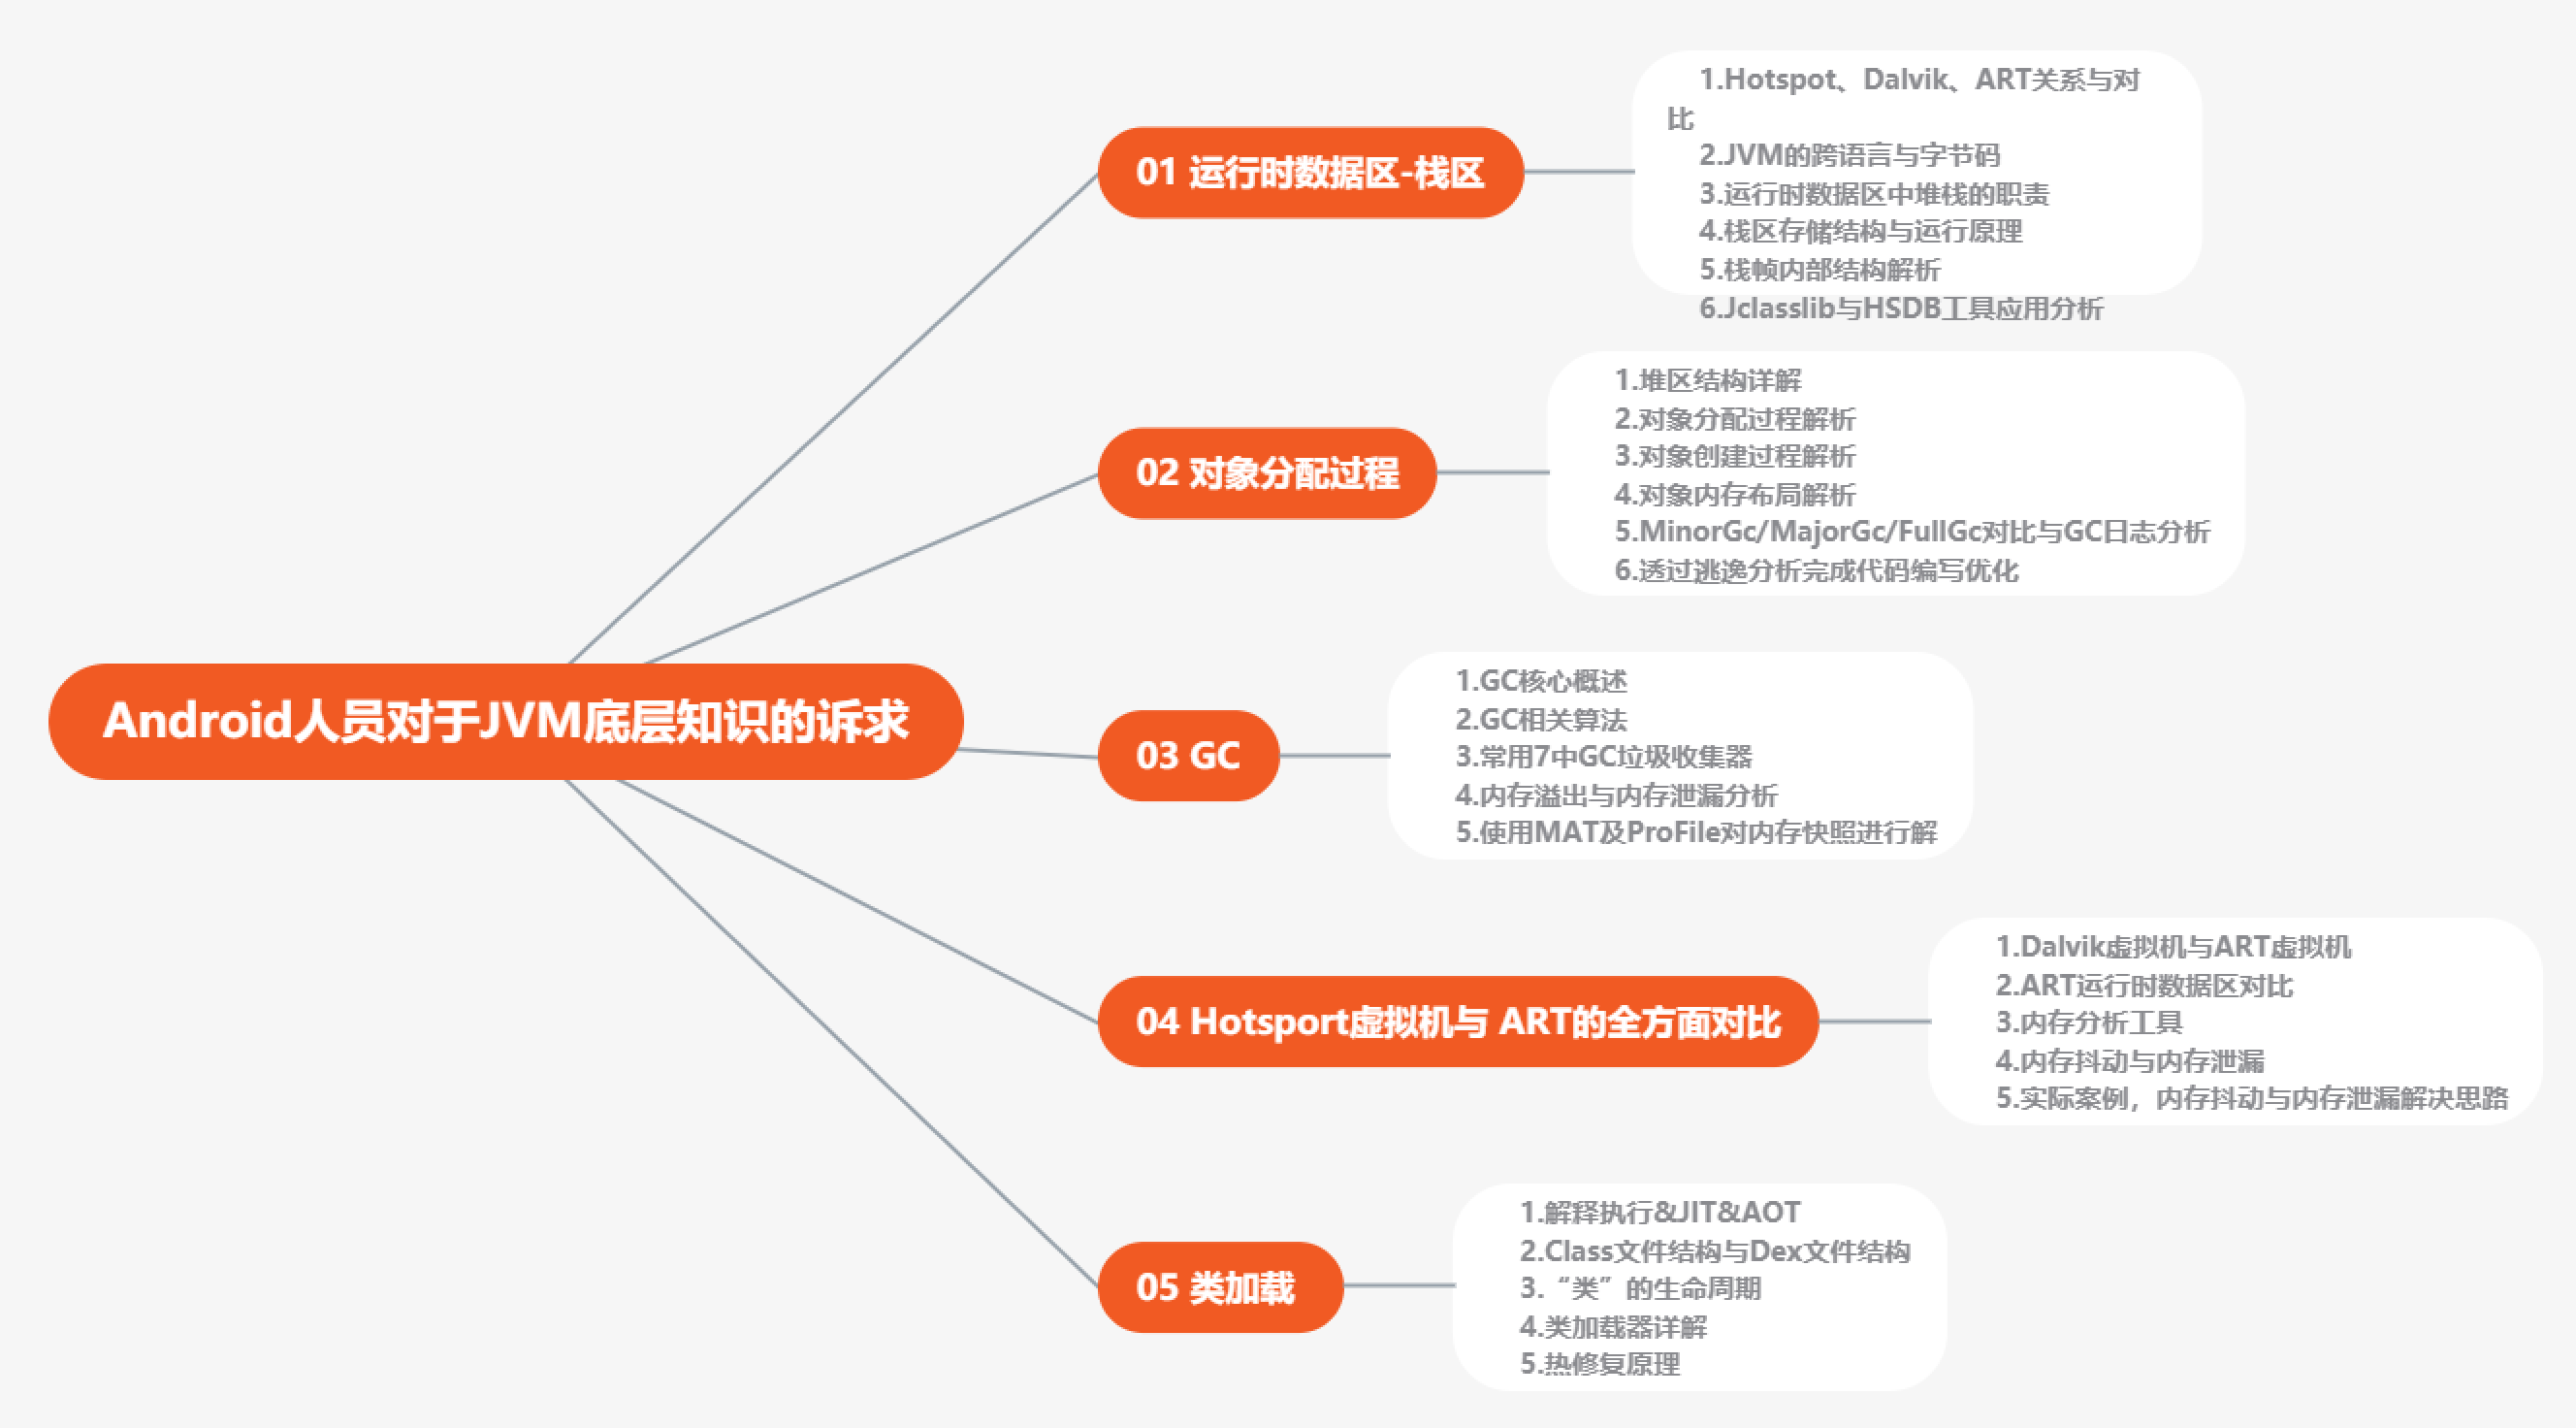 Android人员对于JVM底层知识的诉求
01 运行时数据区-栈区
1.Hotspot、Dalvik、ART关系与对
比
2.JVM的跨语言与字节码
3.运行时数据区中堆栈的职责
4.栈区存储结构与运行原理
5.栈帧内部结构解析
6.Jclasslib与HSDB工具应用分析
02 对象分配过程
1.堆区结构详解
2.对象分配过程解析
3.对象创建过程解析
4.对象内存布局解析
5.MinorGc/MajorGc/FullGc对比与GC日志分析
6.透过逃逸分析完成代码编写优化
03 GC
1.GC核心概述
2.GC相关算法
3.常用7中GC垃圾收集器
4.内存溢出与内存泄漏分析
5.使用MAT及ProFile对内存快照进行解
04 Hotsport虚拟机与 ART的全方面对比
1.Dalvik虚拟机与ART虚拟机
2.ART运行时数据区对比
3.内存分析工具
4.内存抖动与内存泄漏
5.实际案例，内存抖动与内存泄漏解决思路
05 类加载
1.解释执行&JIT&AOT
2.Class文件结构与Dex文件结构
3.“类”的生命周期
4.类加载器详解
5.热修复原理